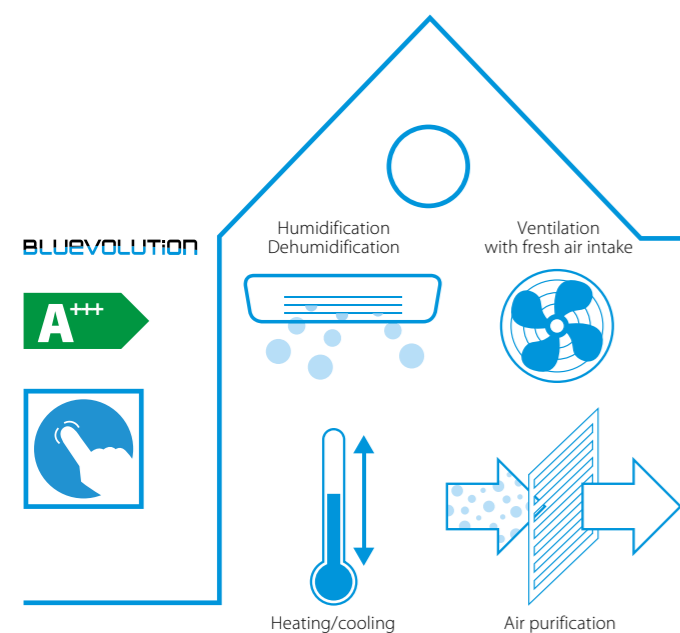 Humidification
Dehumidification
Ventilation
with fresh air intake
BLUEVOLUTION
A+++
Heating/cooling
Air purification